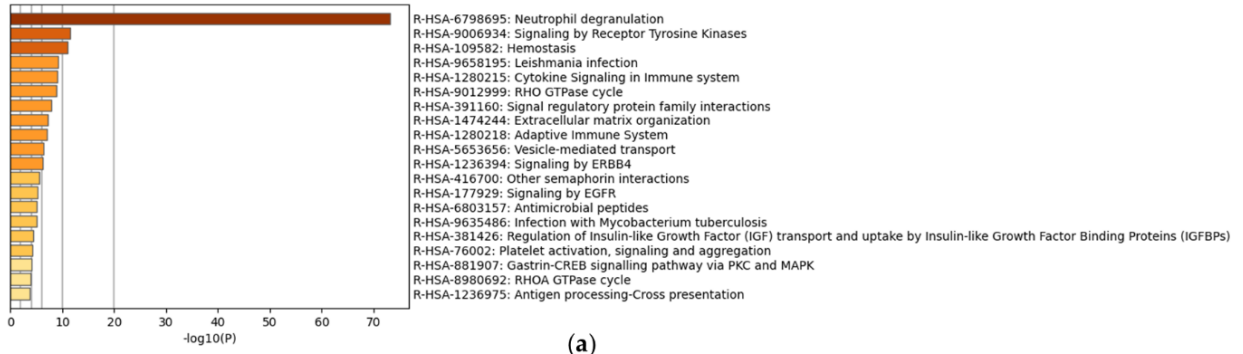 R-HSA-6798695: Neutrophil degranulation
R-HSA-9006934: Signaling by Receptor Tyrosine Kinases
R-HSA-109582: Hemostasis
R-HSA-9658195: Leishmania infection
R-HSA-1280215: Cytokine Signaling in Immune system
R-HSA-9012999: RHO GTPase cycle
R-HSA-391160: Signal regulatory protein family interactions
R-HSA-1474244: Extracellular matrix organization
R-HSA-1280218: Adaptive Immune System
R-HSA-5653656: Vesicle-mediated transport
R-HSA-1236394: Signaling by ERBB4
R-HSA-416700: Other semaphorin interactions
R-HSA-177929: Signaling by EGFR
R-HSA-6803157: Antimicrobial peptides
R-HSA-9635486: Infection with Mycobacterium tuberculosis
R-HSA-381426: Regulation of Insulin-like Growth Factor (IGF) transport and uptake by Insulin-like Growth Factor Binding Proteins (IGFBPs)
R-HSA-76002: Platelet activation, signaling and aggregation
R-HSA-881907: Gastrin-CREB signalling pathway via PKC and MAPK
R-HSA-8980692: RHOA GTPase cycle
R-HSA-1236975: Antigen processing-Cross presentation
0 10 20 30 40 50 60 70
-log10(P)
(a)